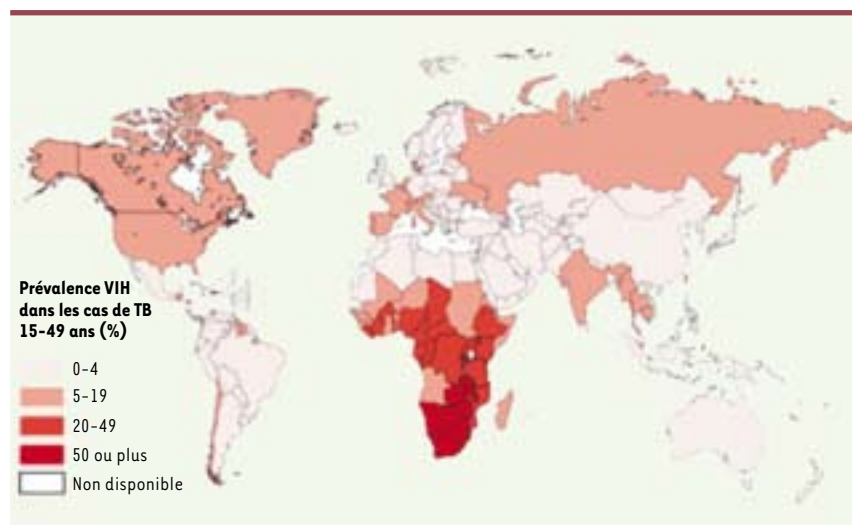 Prévalence VIH
dans les cas de TB
15-49 ans (%)
0-4
5-19
20-49
50 ou plus
Non disponible